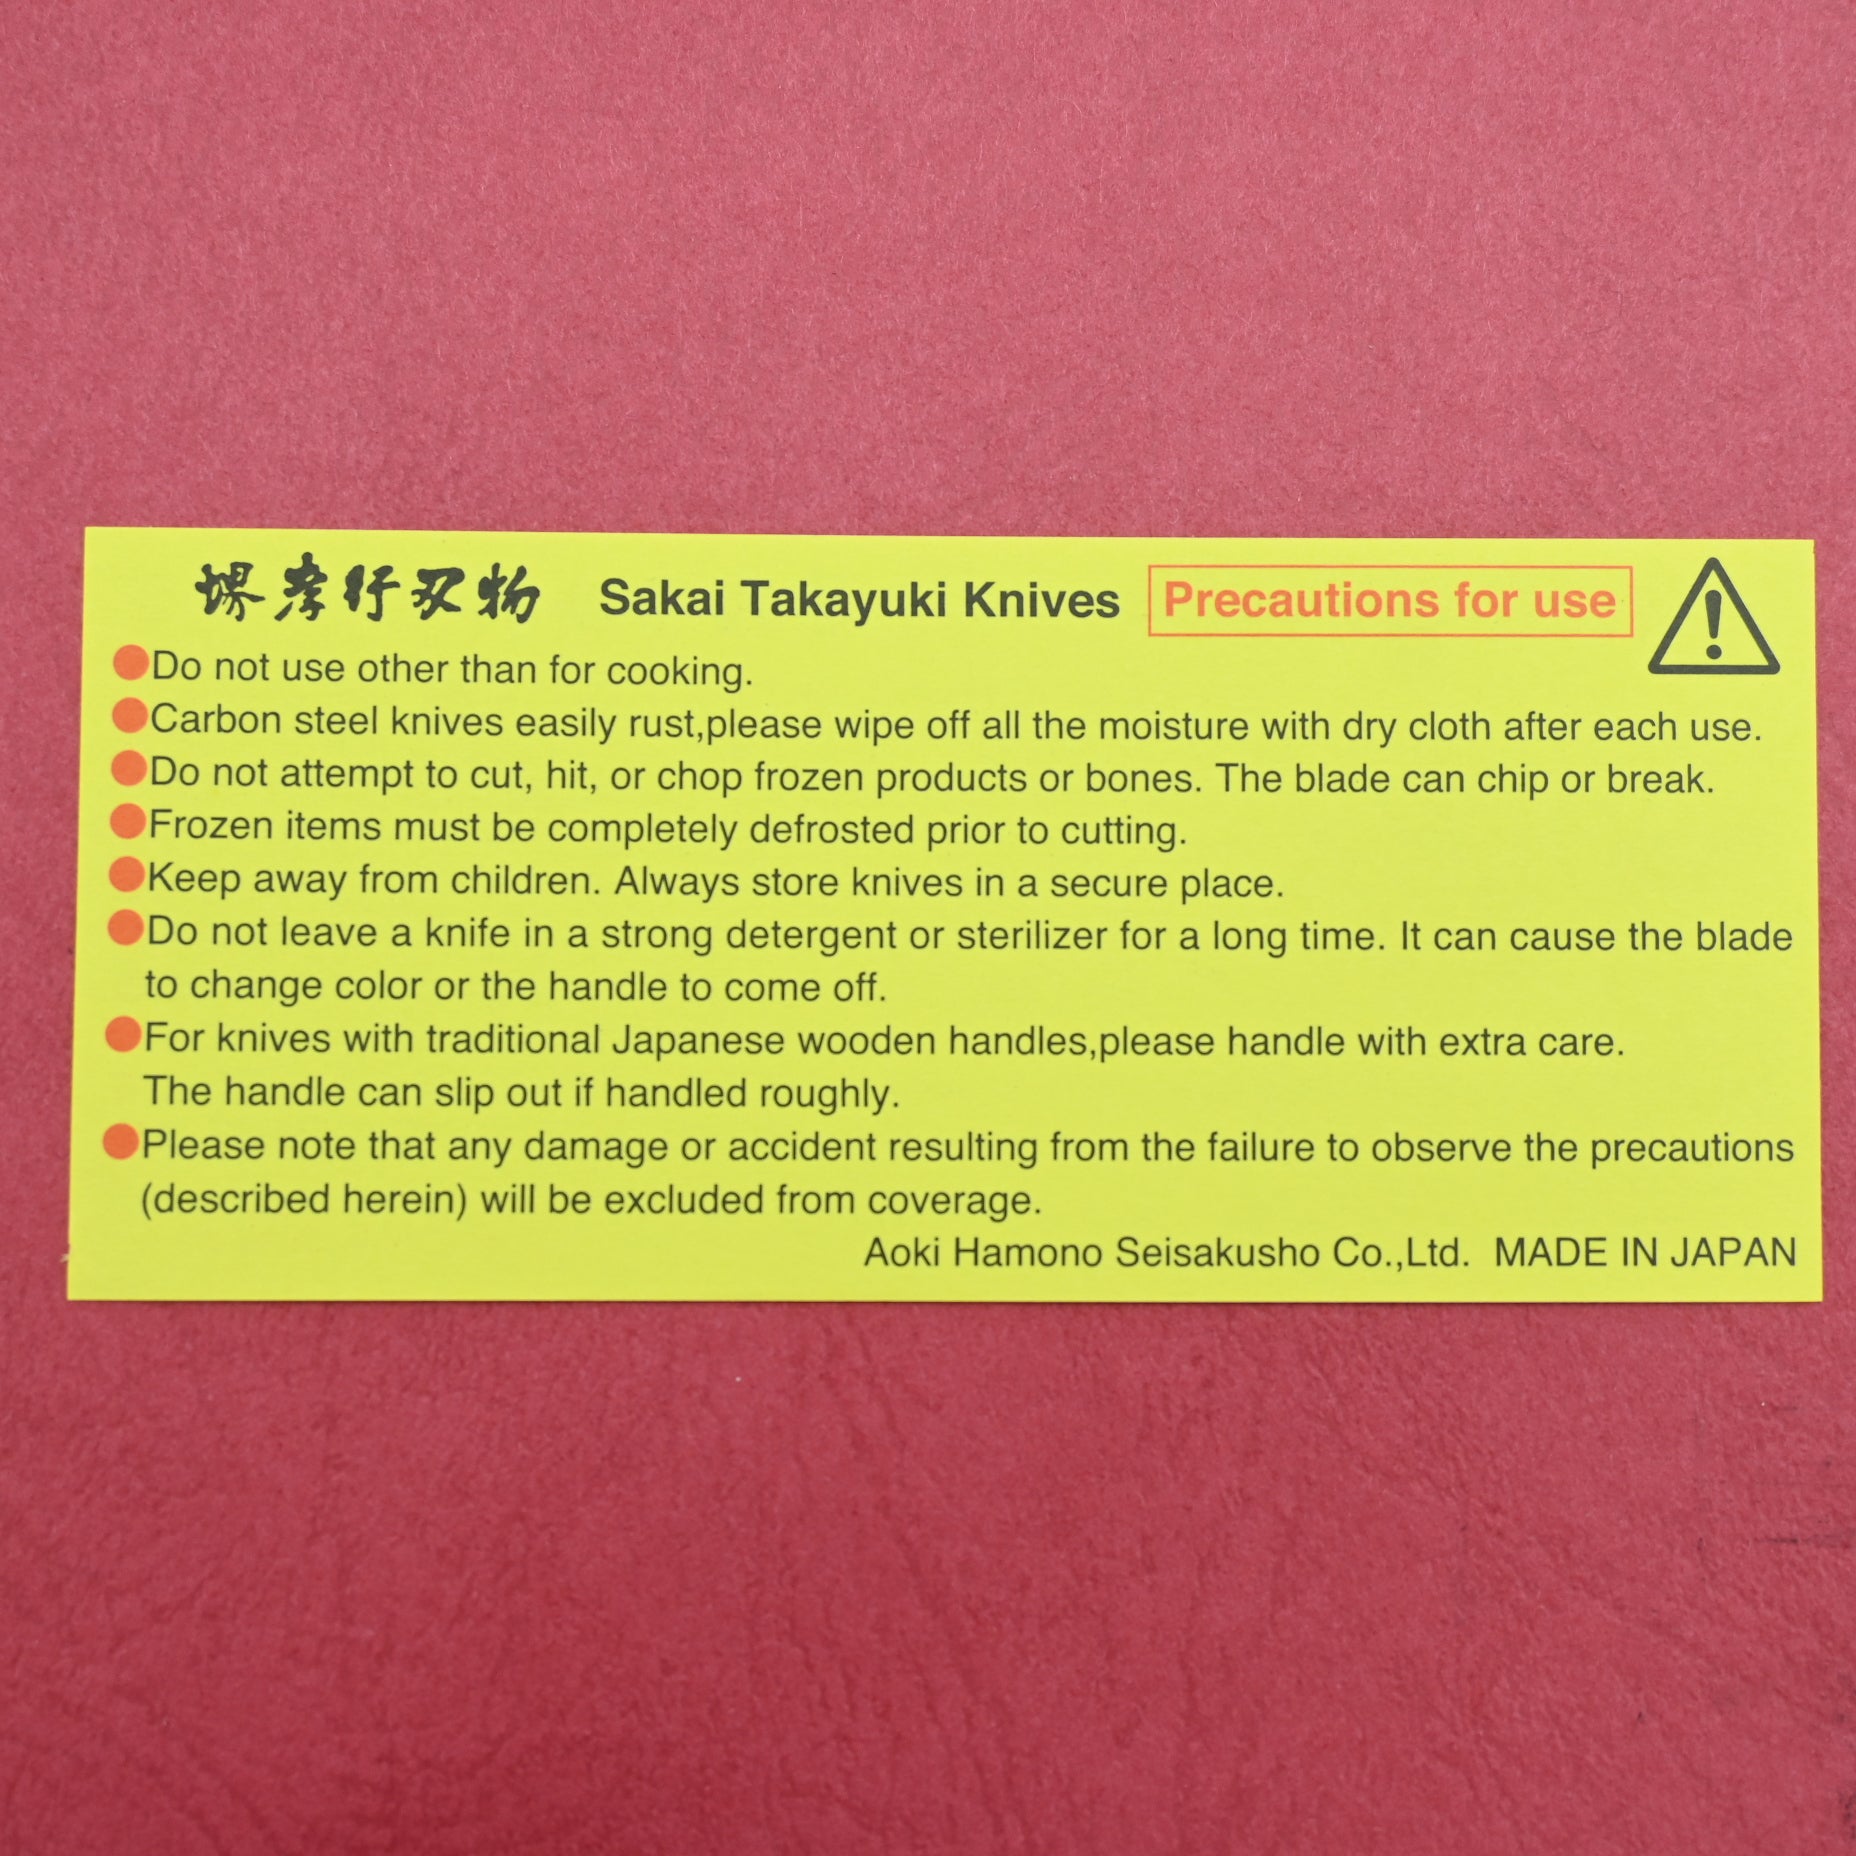 堺孝行刃物 Sakai Takayuki Knives Precautions for use
●Do not use other than for cooking.
●Carbon steel knives easily rust,please wipe off all the moisture with dry cloth after each use.
●Do not attempt to cut, hit, or chop frozen products or bones. The blade can chip or break.
●Frozen items must be completely defrosted prior to cutting.
●Keep away from children. Always store knives in a secure place.
●Do not leave a knife in a strong detergent or sterilizer for a long time. It can cause the blade
to change color or the handle to come off.
●For knives with traditional Japanese wooden handles,please handle with extra care.
The handle can slip out if handled roughly.
●Please note that any damage or accident resulting from the failure to observe the precautions
(described herein) will be excluded from coverage.
Aoki Hamono Seisakusho Co.,Ltd. MADE IN JAPAN